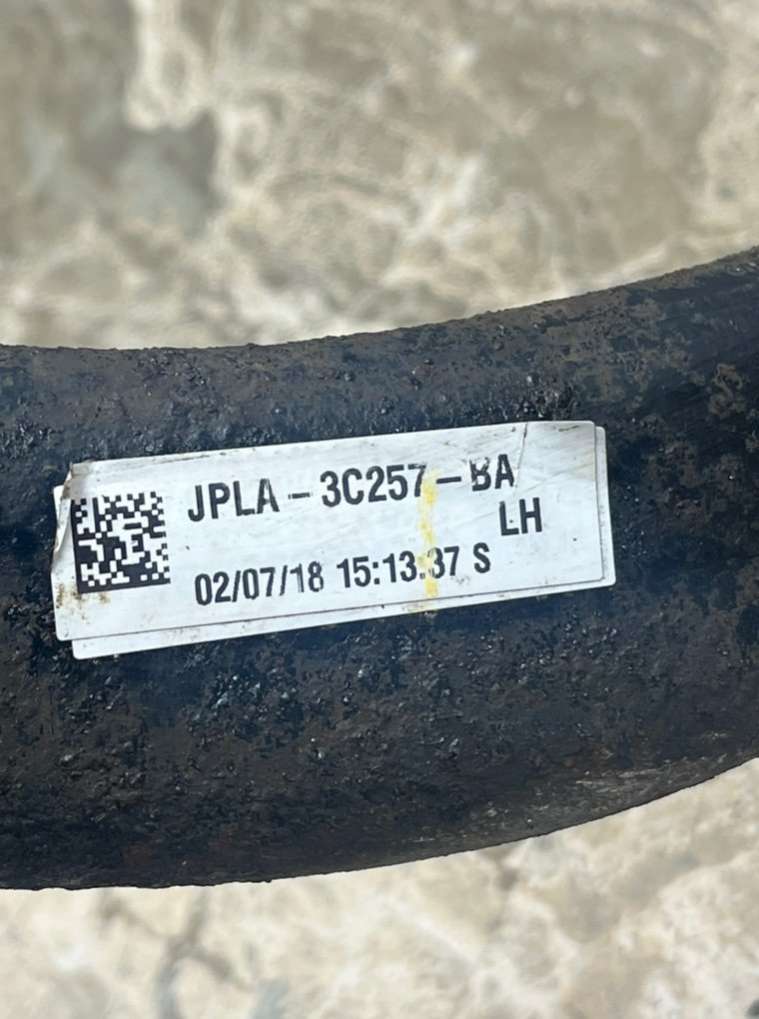 JPLA - 3C257 - BA
LH
02/07/18 15:13:37 S